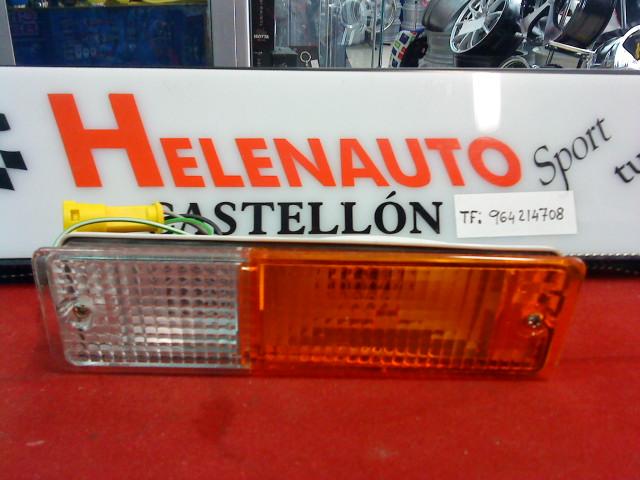 HELENAUTO Sport
CASTELLÓN
TF: 964214708